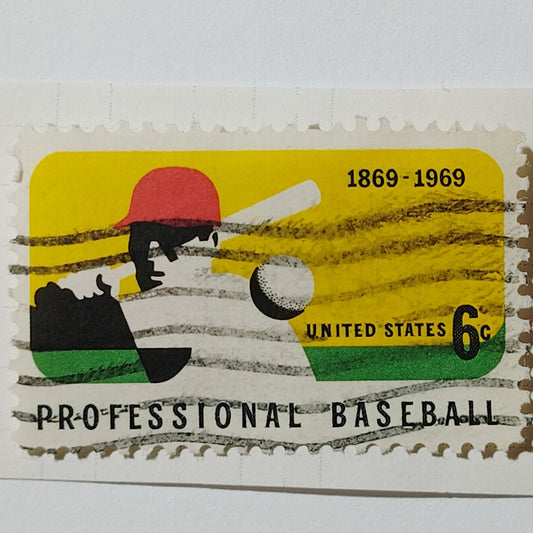 1869-1969
UNITED STATES 6c
PROFESSIONAL BASEBALL